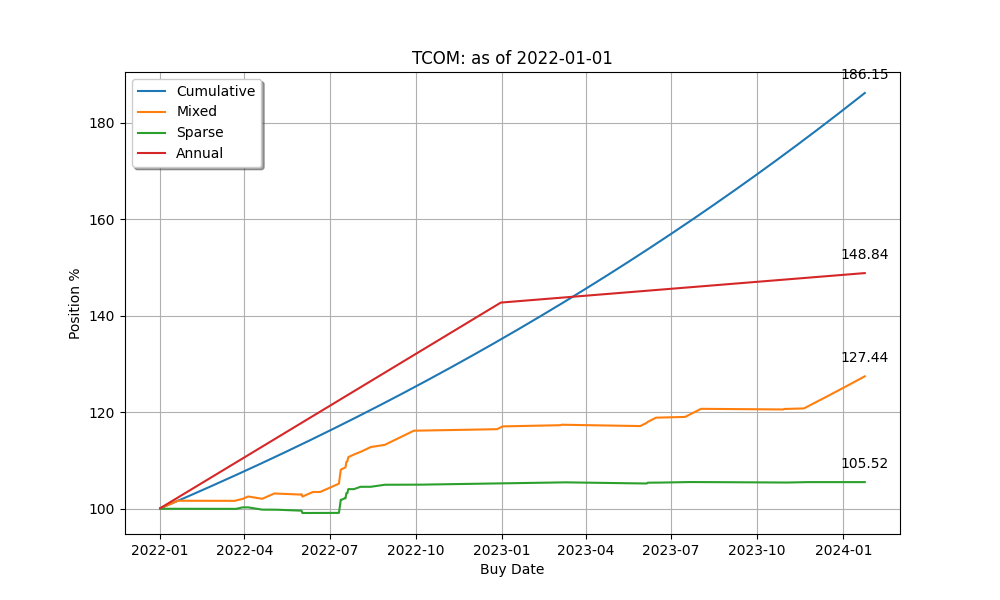 TCOM: as of 2022-01-01
186.15
Cumulative
Mixed
Sparse
Annual
180
160
148.84
140
127.44
120
105.52
100
Position %
2022-01 2022-04 2022-07 2022-10 2023-01 2023-04 2023-07 2023-10 2024-01
Buy Date